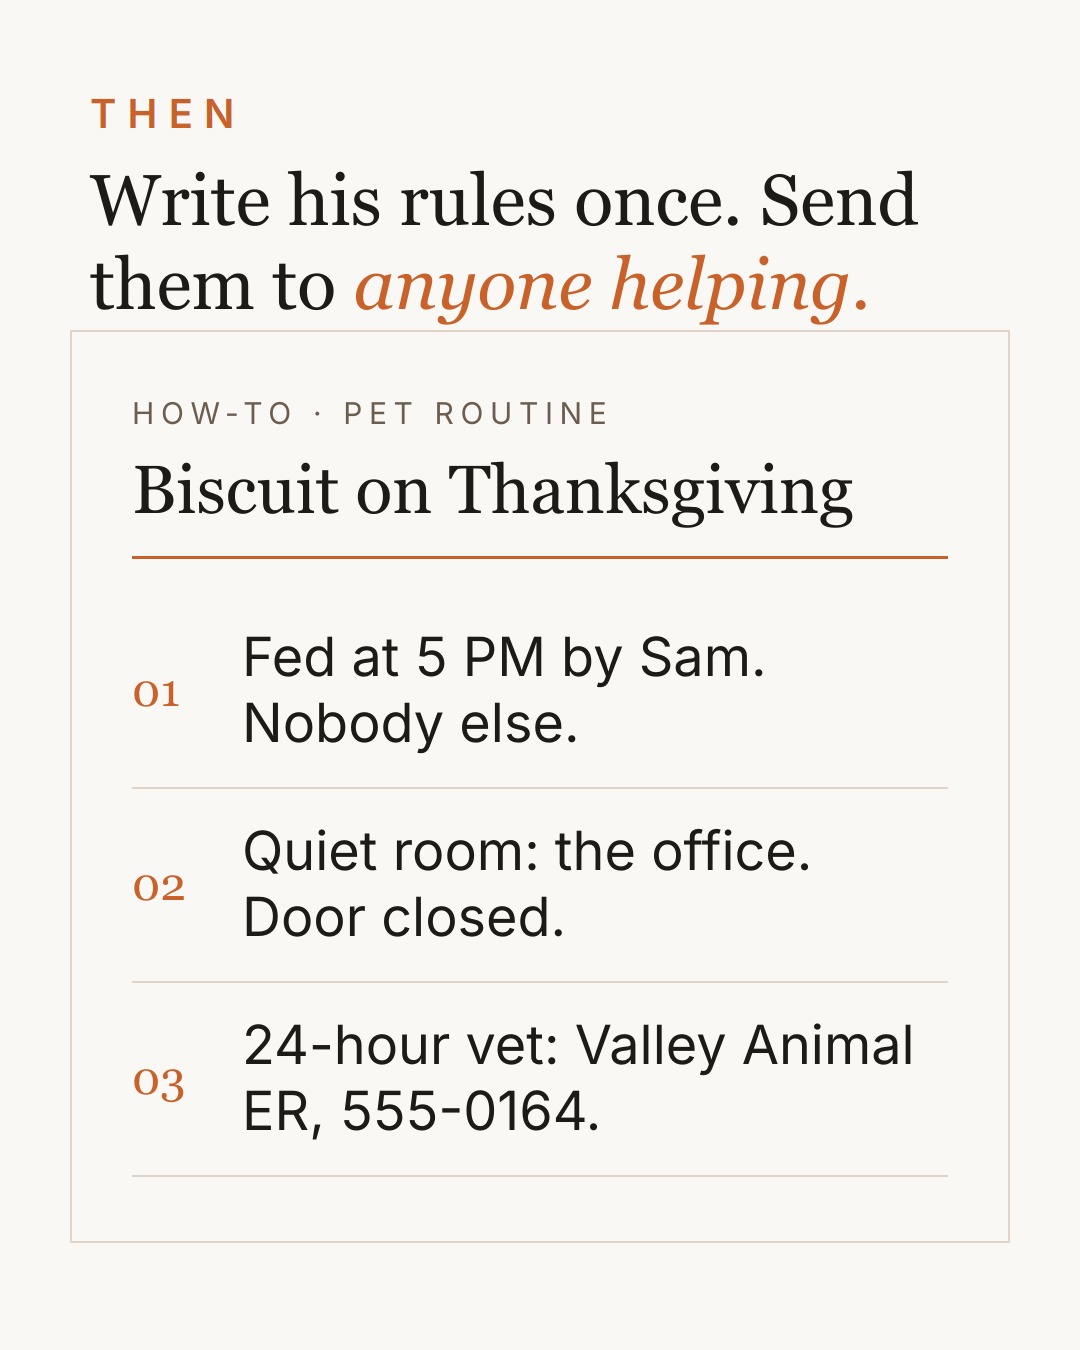 THEN
Write his rules once. Send
them to anyone helping.
HOW-TO · PET ROUTINE
Biscuit on Thanksgiving
01
Fed at 5 PM by Sam.
Nobody else.
02
Quiet room: the office.
Door closed.
03
24-hour vet: Valley Animal
ER, 555-0164.